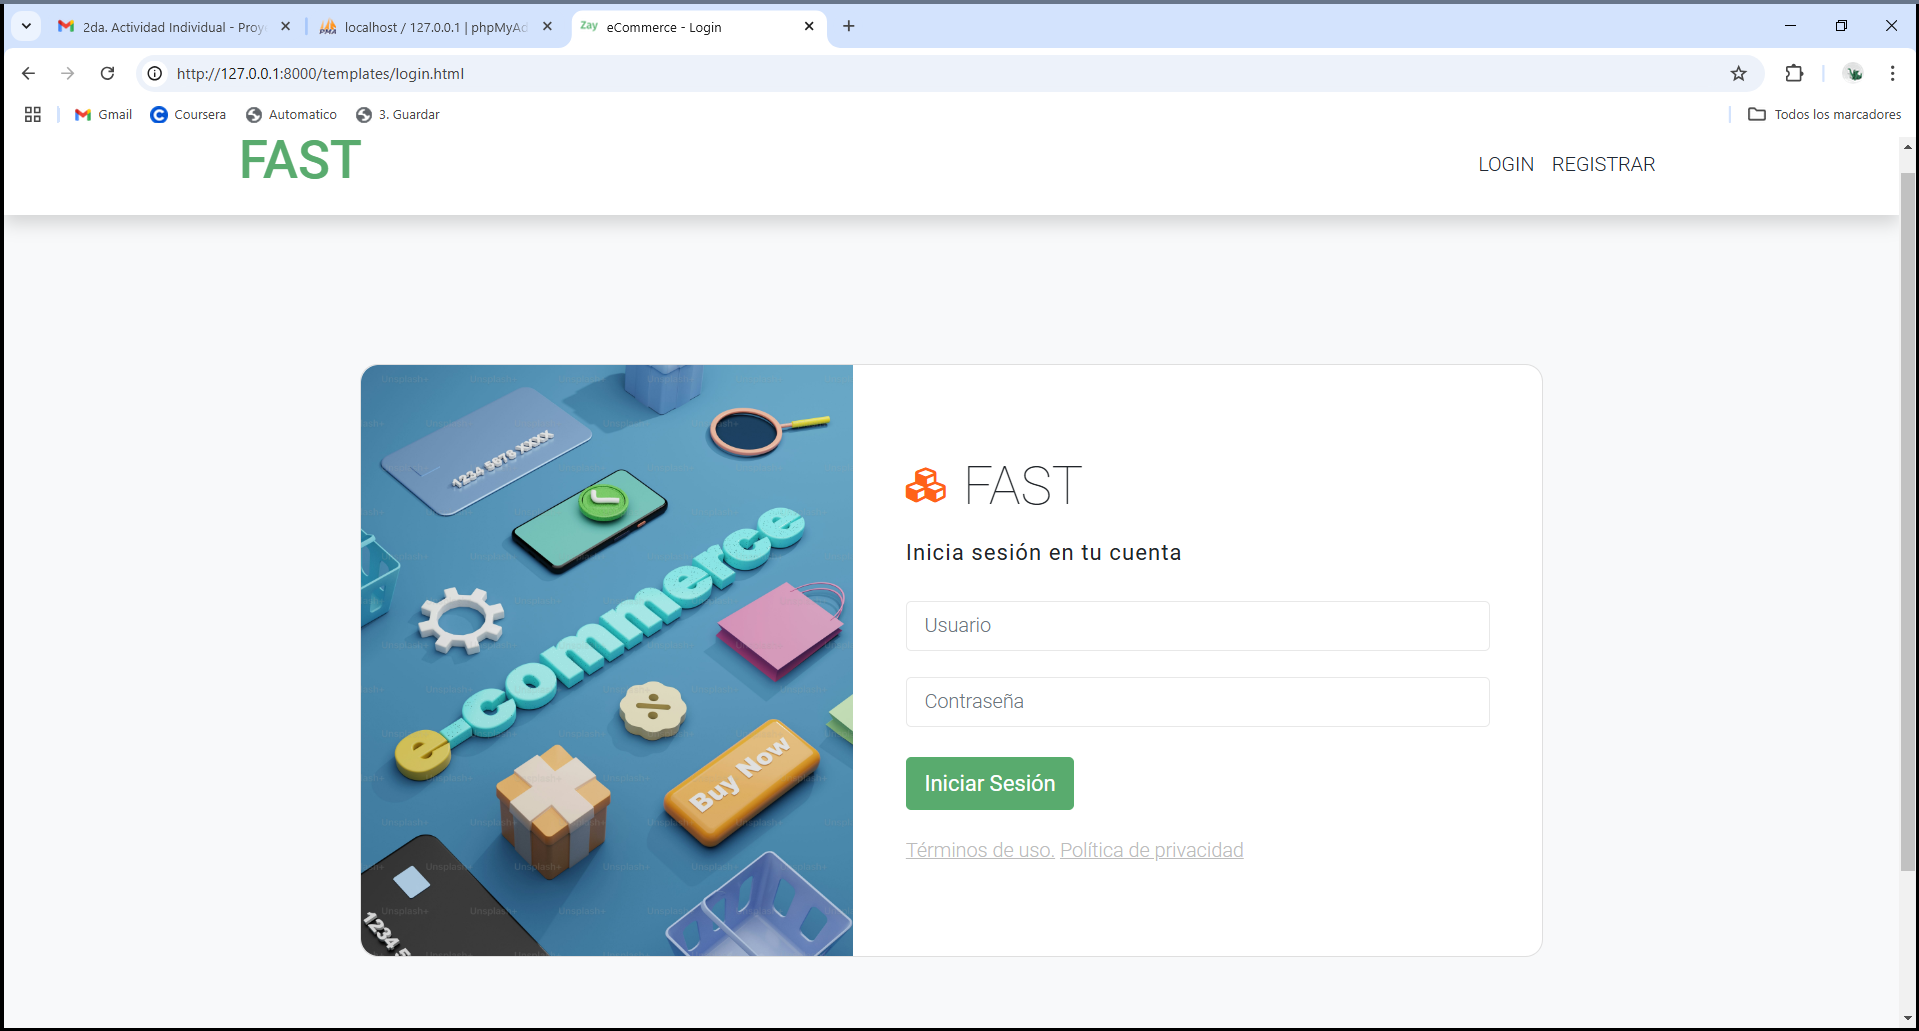 2da. Actividad Individual - Proy
localhost / 127.0.0.1 | phpMyAd
Zay eCommerce - Login
http://127.0.0.1:8000/templates/login.html
Gmail
Coursera
Automatico
3. Guardar
Todos los marcadores
FAST
LOGIN
REGISTRAR
1234 5678 XXXX
e-commerce
Buy Now
Unsplash+
1234 5
FAST
Inicia sesión en tu cuenta
Usuario
Contraseña
Iniciar Sesión
Términos de uso. Política de privacidad